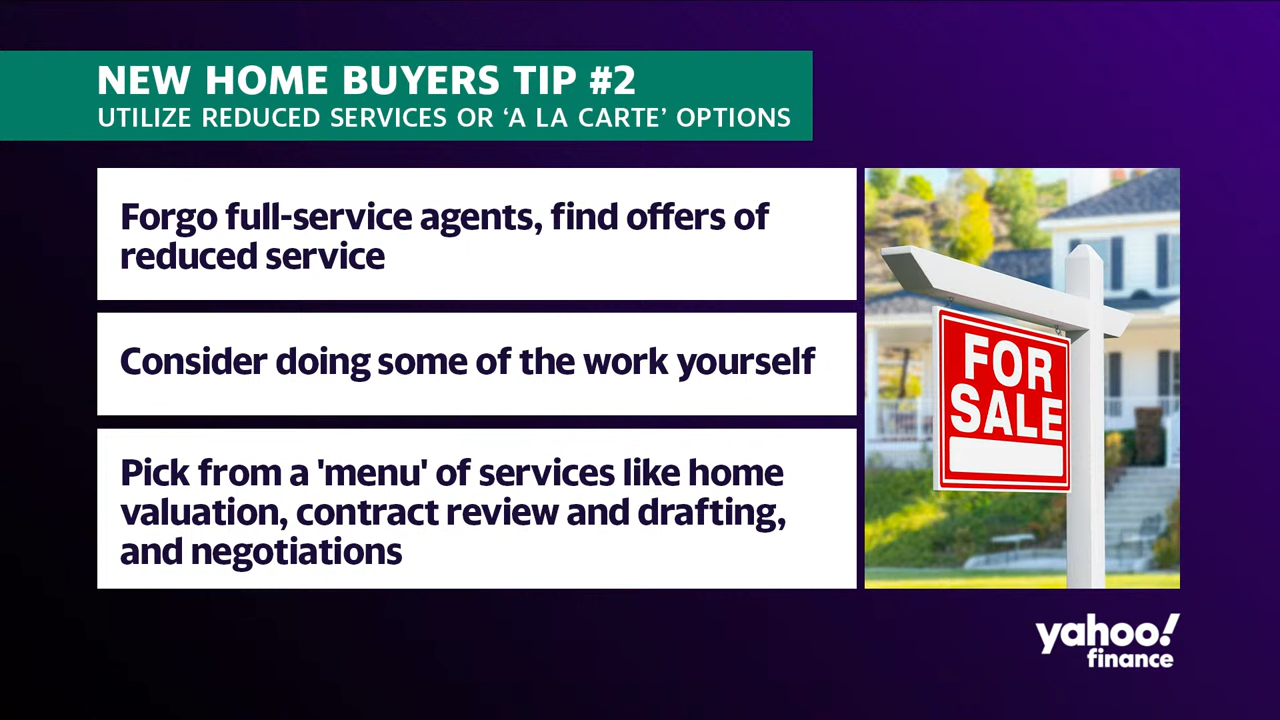 NEW HOME BUYERS TIP #2
UTILIZE REDUCED SERVICES OR ‘A LA CARTE’ OPTIONS
Forgo full-service agents, find offers of
reduced service
Consider doing some of the work yourself
Pick from a 'menu' of services like home
valuation, contract review and drafting,
and negotiations
FOR
SALE
yahoo!
finance